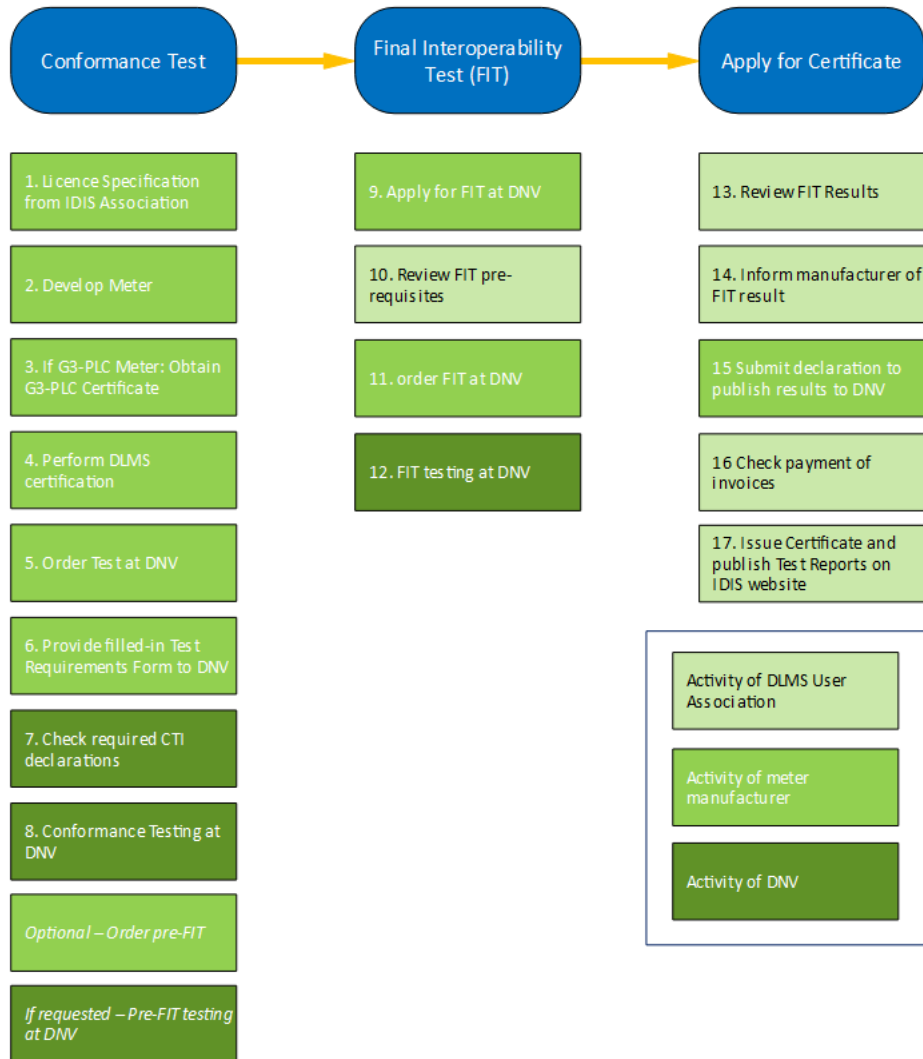 Conformance Test
Final Interoperability
Test (FIT)
Apply for Certificate
1. Licence Specification
from IDIS Association
2. Develop Meter
3. If G3-PLC Meter: Obtain
G3-PLC Certificate
4. Perform DLMS
certification
5. Order Test at DNV
6. Provide filled-in Test
Requirements Form to DNV
7. Check required CTI
declarations
8. Conformance Testing at
DNV
Optional – Order pre-FIT
If requested – Pre-FIT testing
at DNV
9. Apply for FIT at DNV
10. Review FIT pre-
requisites
11. order FIT at DNV
12. FIT testing at DNV
13. Review FIT Results
14. Inform manufacturer of
FIT result
15 Submit declaration to
publish results to DNV
16 Check payment of
invoices
17. Issue Certificate and
publish Test Reports on
IDIS website
Activity of DLMS User
Association
Activity of meter
manufacturer
Activity of DNV